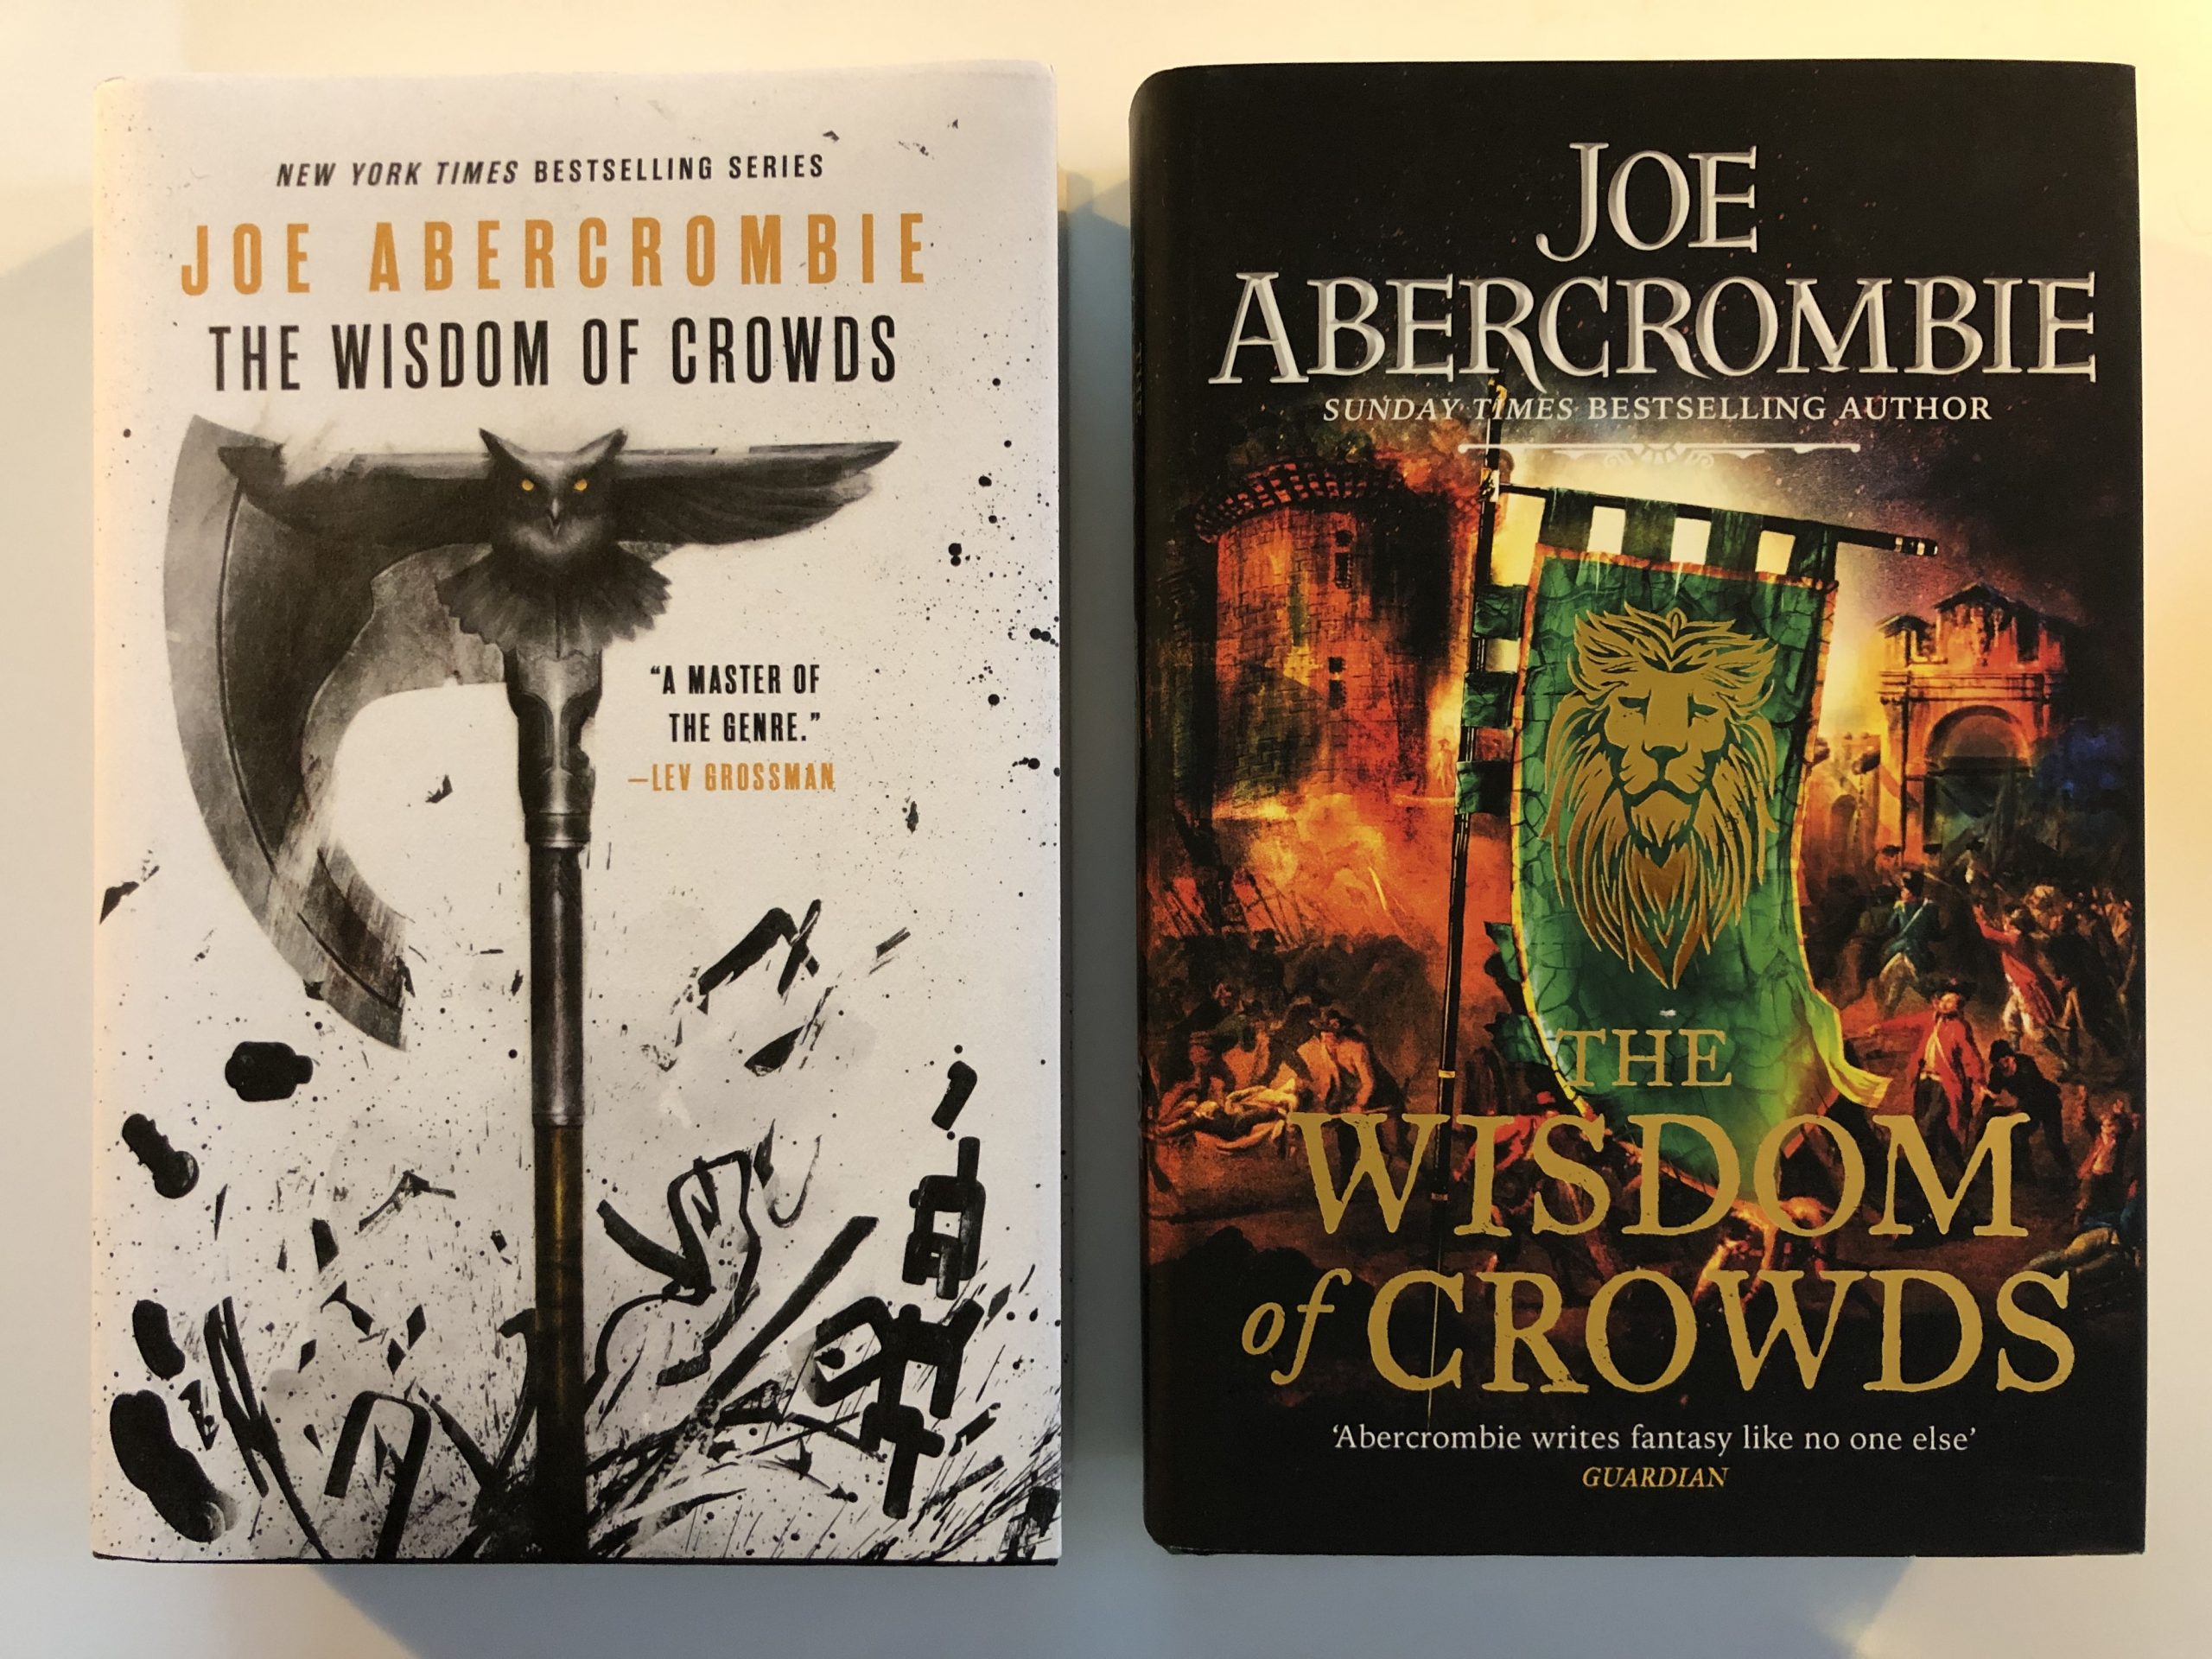 NEW YORK TIMES BESTSELLING SERIES
JOE ABERCROMBIE
THE WISDOM OF CROWDS
“A MASTER OF
THE GENRE.”
—LEV GROSSMAN
JOE
ABERCROMBIE
SUNDAY TIMES BESTSELLING AUTHOR
THE
WISDOM
of CROWDS
‘Abercrombie writes fantasy like no one else’
GUARDIAN